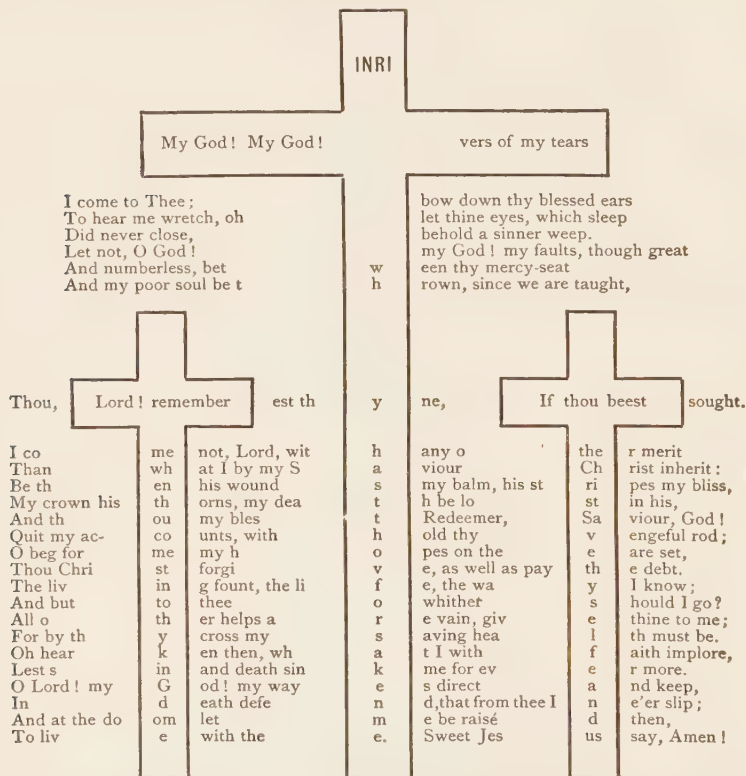 INRI
My God! My God! vers of my tears
I come to Thee; bow down thy blessed ears
To hear me wretch, oh let thine eyes, which sleep
Did never close, behold a sinner weep.
Let not, O God! my God! my faults, though great
And numberless, bet w een thy mercy-seat
And my poor soul be t h rown, since we are taught,
Thou, Lord! remember est th y ne, If thou beest sought.
I co me not, Lord, wit h any o the r merit
Than wh at I by my S a viour Ch rist inherit:
Be th en his wound s my balm, his st ri pes my bliss,
My crown his th orns, my dea t h be lo st in his,
And th ou my bles t Redeemer, Sa viour, God!
Quit my ac- co unts, with h old thy v engeful rod;
O beg for me my h o pes on the e are set,
Thou Chri st forgi v e, as well as pay th e debt.
The liv in g fount, the li f e, the wa y I know;
And but to thee o whither s hould I go?
All o th er helps a r e vain, giv e thine to me;
For by th y cross my s aving hea l th must be.
Oh hear k en then, wh a t I with f aith implore,
Lest s in and death sin k me for ev e r more.
O Lord! my G od! my way e s direct a nd keep,
In d eath defe n d,that from thee I n e'er slip;
And at the do om let m e be raisé d then,
To liv e with the e. Sweet Jes us say, Amen!